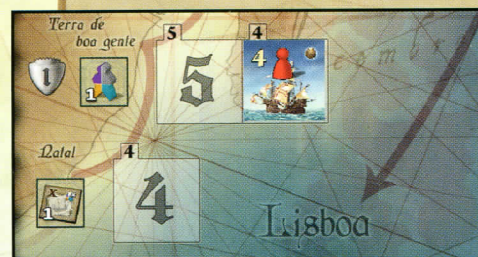 Terra de
boa gente
5 4
1 1 5 4
Natal
4
1 4
Lisboa